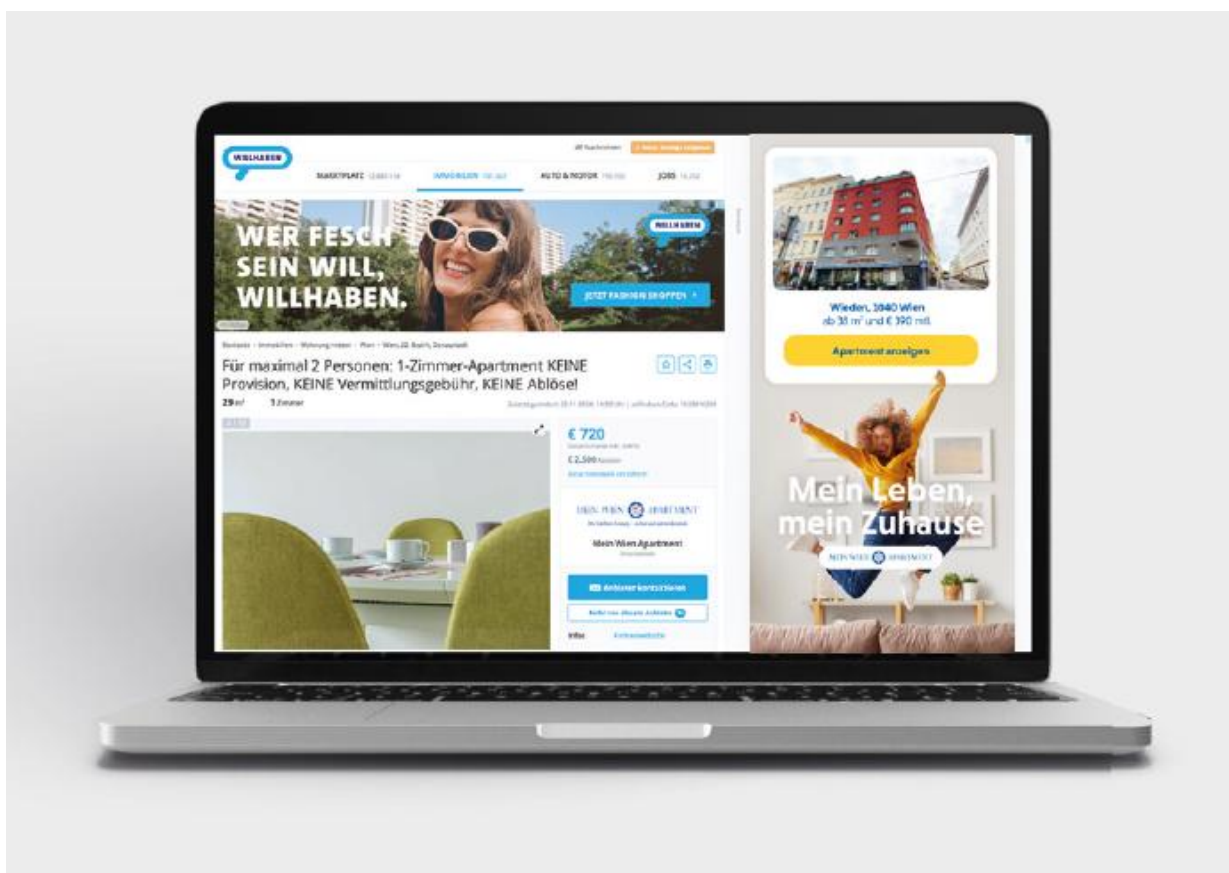 WILLHABEN
MARKTPLATZ
IMMOBILIEN
AUTO & MOTOR
JOBS
WER FESCH
SEIN WILL,
WILLHABEN.
WILLHABEN
JETZT FASHION SHOPPEN
Für maximal 2 Personen: 1-Zimmer-Apartment KEINE
Provision, KEINE Vermittlungsgebühr, KEINE Ablöse!
29 m² 1 Zimmer
€ 720
€ 2.500
MEIN WIEN APARTMENT
Mein Wien Apartment
Anbieter kontaktieren
Infos
Wieden, 1040 Wien
ab 38 m² und € 390 mtl.
Apartment anzeigen
Mein Leben,
mein Zuhause
MEIN WIEN APARTMENT